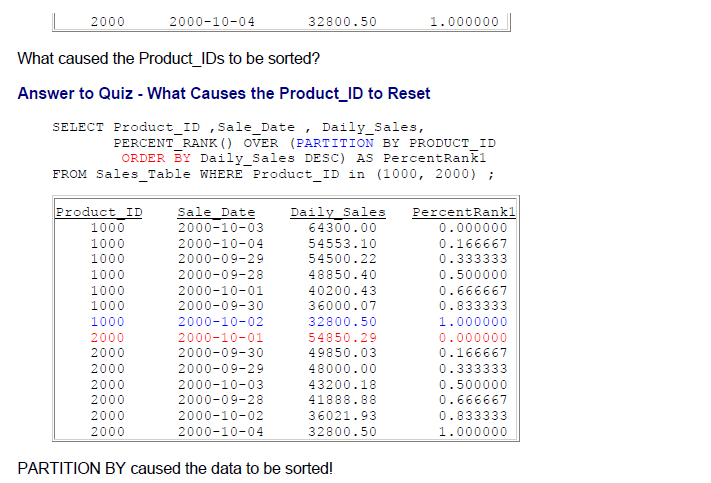 2000 2000-10-04 32800.50 1.000000
What caused the Product_IDs to be sorted?
Answer to Quiz - What Causes the Product_ID to Reset
SELECT Product_ID ,Sale_Date , Daily_Sales,
PERCENT_RANK() OVER (PARTITION BY PRODUCT_ID
ORDER BY Daily_Sales DESC) AS PercentRank1
FROM Sales_Table WHERE Product_ID in (1000, 2000) ;
Product_ID Sale_Date Daily_Sales PercentRank1
1000 2000-10-03 64300.00 0.000000
1000 2000-10-04 54553.10 0.166667
1000 2000-09-29 54500.22 0.333333
1000 2000-09-28 48850.40 0.500000
1000 2000-10-01 40200.43 0.666667
1000 2000-09-30 36000.07 0.833333
1000 2000-10-02 32800.50 1.000000
2000 2000-10-01 54850.29 0.000000
2000 2000-09-30 49850.03 0.166667
2000 2000-09-29 48000.00 0.333333
2000 2000-10-03 43200.18 0.500000
2000 2000-09-28 41888.88 0.666667
2000 2000-10-02 36021.93 0.833333
2000 2000-10-04 32800.50 1.000000
PARTITION BY caused the data to be sorted!